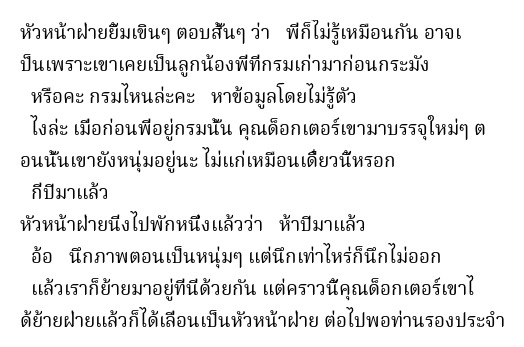 หัวหน้าฝ่ายยิ้มเขินๆ ตอบสั้นๆ ว่า   พี่ก็ไม่รู้เหมือนกัน อาจเ
ป็นเพราะเขาเคยเป็นลูกน้องพี่ที่กรมเก่ามาก่อนกระมัง
หรือคะ กรมไหนล่ะคะ   หาข้อมูลโดยไม่รู้ตัว
ไงล่ะ เมื่อก่อนพี่อยู่กรมนั้น คุณด็อกเตอร์เขามาบรรจุใหม่ๆ ต
อนนั้นเขายังหนุ่มอยู่นะ ไม่แก่เหมือนเดี๋ยวนี้หรอก
กี่ปีมาแล้ว
หัวหน้าฝ่ายนิ่งไปพักหนึ่งแล้วว่า   ห้าปีมาแล้ว
อ้อ   นึกภาพตอนเป็นหนุ่มๆ แต่นึกเท่าไหร่ก็นึกไม่ออก
แล้วเราก็ย้ายมาอยู่ที่นี่ด้วยกัน แต่คราวนี้คุณด็อกเตอร์เขาไ
ด้ย้ายฝ่ายแล้วก็ได้เลื่อนเป็นหัวหน้าฝ่าย ต่อไปพอท่านรองประจำ